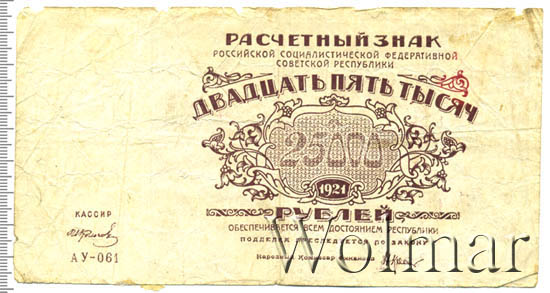 РАСЧЕТНЫЙ ЗНАК
РОССИЙСКОЙ СОЦИАЛИСТИЧЕСКОЙ ФЕДЕРАТИВНОЙ
СОВЕТСКОЙ РЕСПУБЛИКИ
ДВАДЦАТЬ ПЯТЬ ТЫСЯЧ
25000
1921
РУБЛЕЙ
ОБЕСПЕЧИВАЕТСЯ ВСЕМ ДОСТОЯНИЕМ РЕСПУБЛИКИ
ПОДДЕЛКА ПРЕСЛЕДУЕТСЯ ПО ЗАКОНУ
Народный Комиссар Финансов
КАССИР
АУ-061
Wolmar